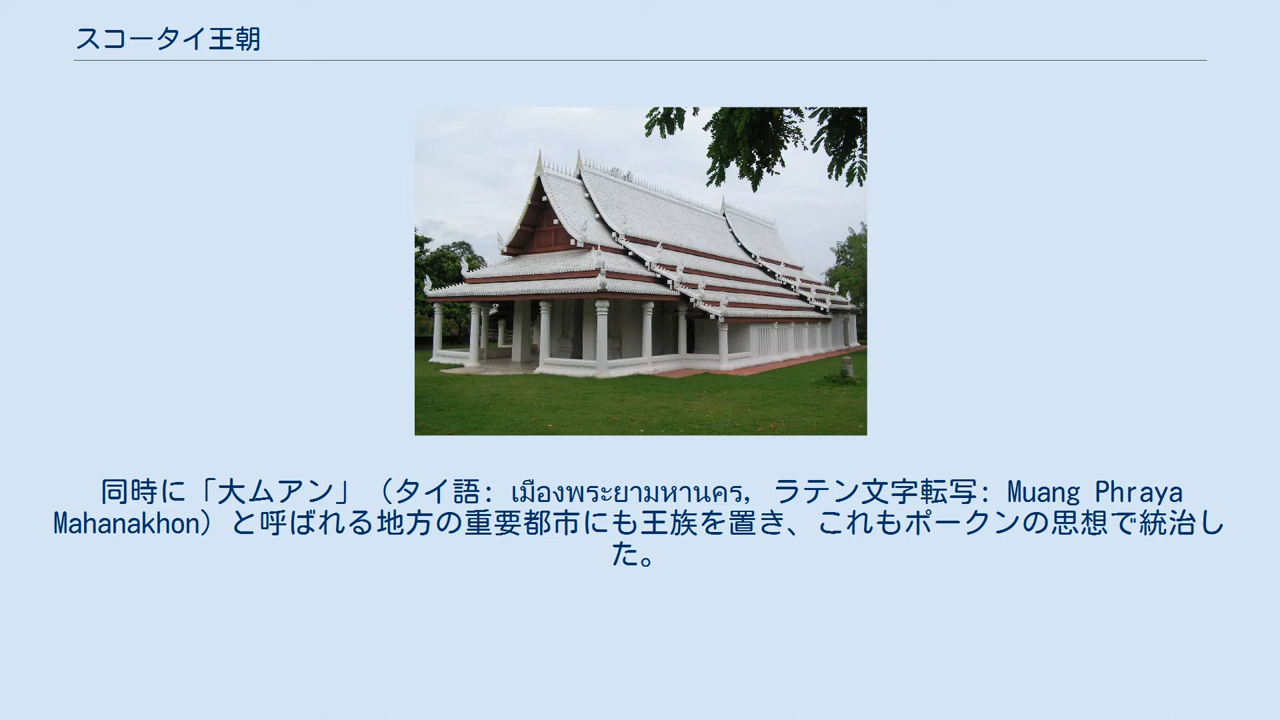 スコータイ王朝
同時に「大ムアン」（タイ語: เมืองพระยามหานคร, ラテン文字転写: Muang Phraya
Mahanakhon）と呼ばれる地方の重要都市にも王族を置き、これもポークンの思想で統治し
た。